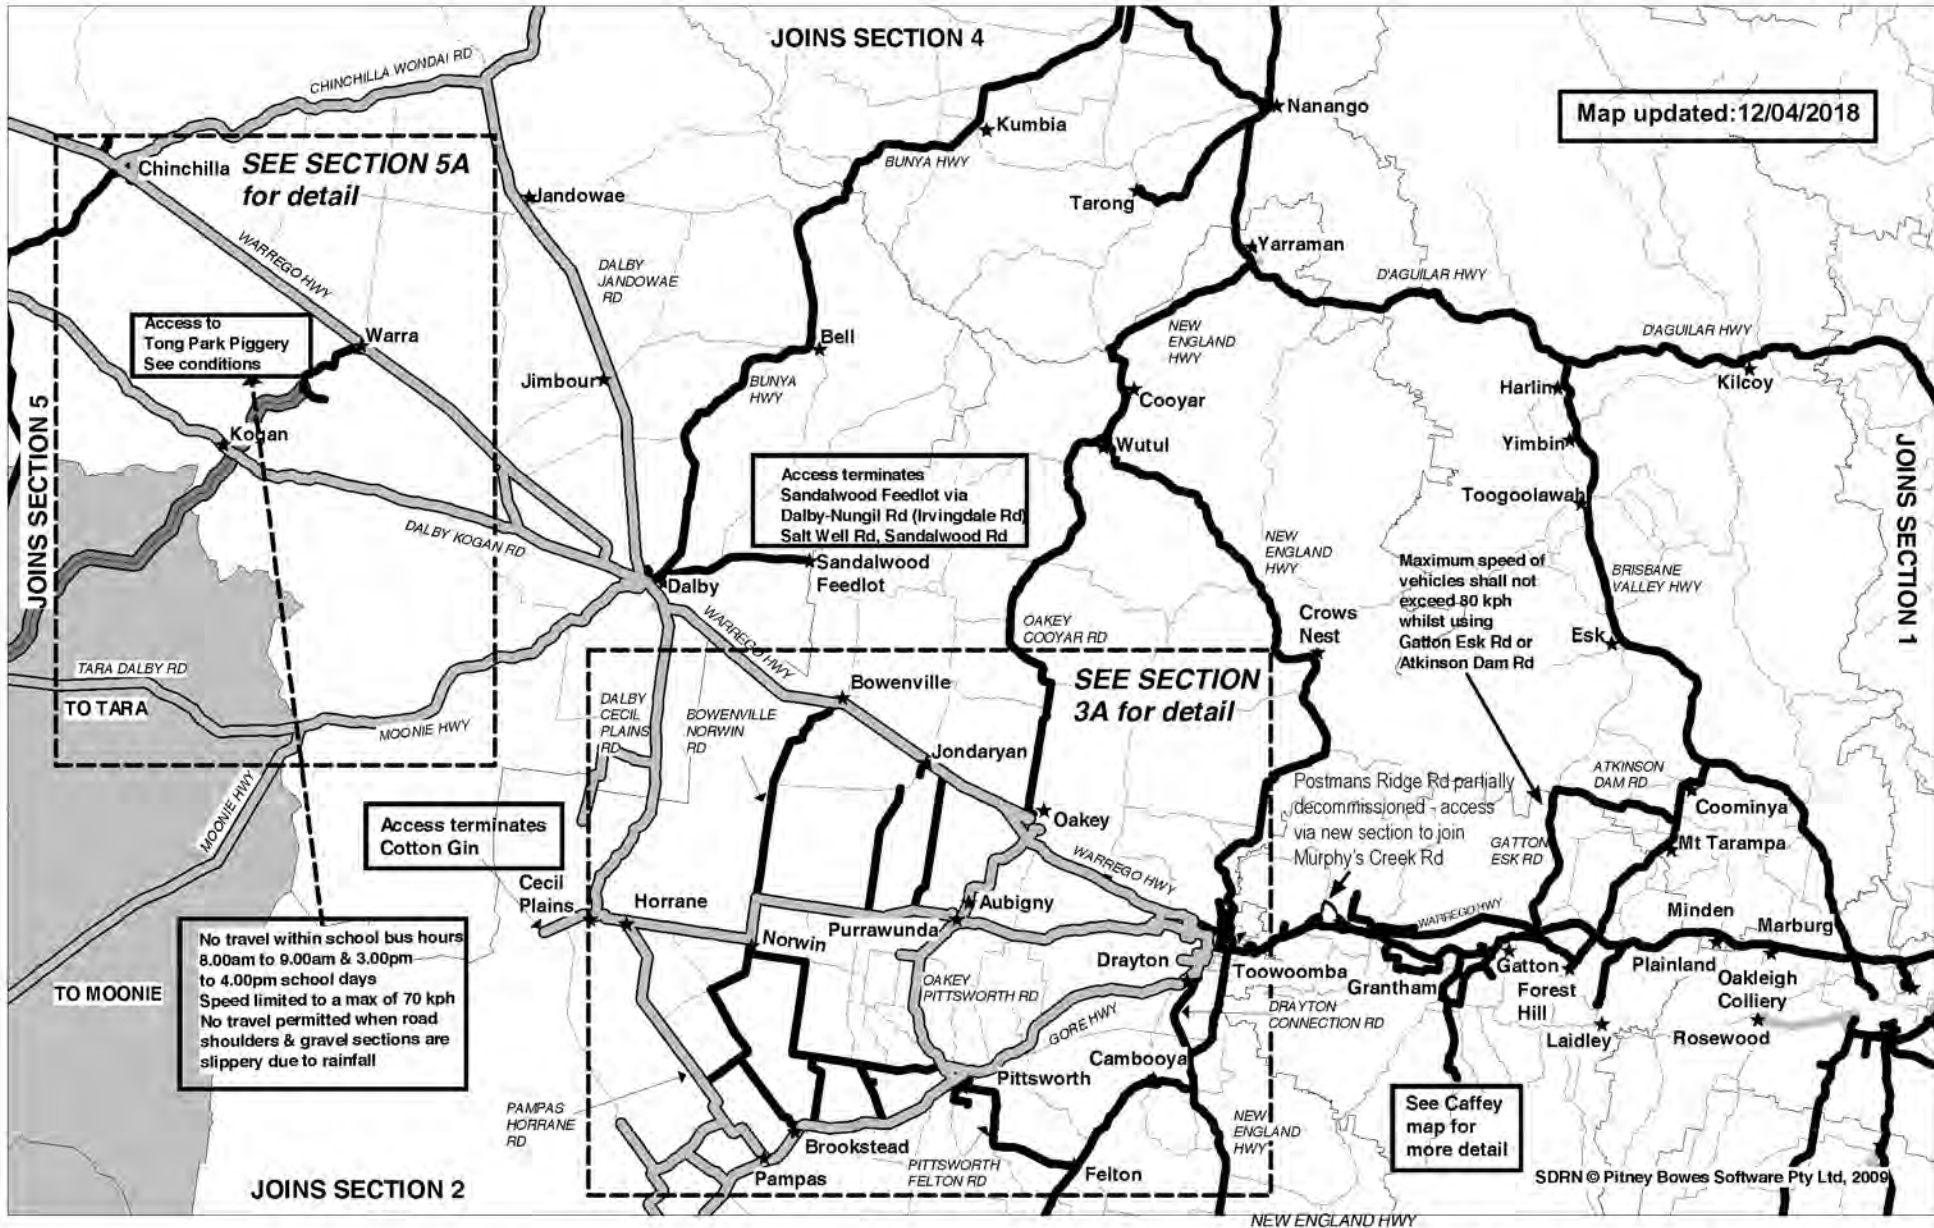 JOINS SECTION 4
CHINCHILLA WONDAI RD
Nanango
Map updated:12/04/2018
Kumbia
BUNYA HWY
Chinchilla
SEE SECTION 5A
for detail
Jandowae
Tarong
Yarraman
WARREGO HWY
DALBY
JANDOWAE
RD
D'AGUILAR HWY
Access to
Tong Park Piggery
See conditions
Warra
Bell
NEW
ENGLAND
HWY
D'AGUILAR HWY
Jimbour
BUNYA
HWY
Cooyar
Harlin
Kilcoy
JOINS SECTION 5
Kogan
Wutul
Yimbin
JOINS SECTION 1
Access terminates
Sandalwood Feedlot via
Dalby-Nungil Rd (Irvingdale Rd)
Salt Well Rd, Sandalwood Rd
Toogoolawah
DALBY KOGAN RD
NEW
ENGLAND
HWY
Sandalwood
Feedlot
Dalby
Maximum speed of
vehicles shall not
exceed 80 kph
whilst using
Gatton Esk Rd or
Atkinson Dam Rd
BRISBANE
VALLEY HWY
WARREGO HWY
OAKEY
COOYAR RD
Crows
Nest
Esk
TARA DALBY RD
TO TARA
MOONIE HWY
DALBY
CECIL
PLAINS
RD
BOWENVILLE
NORWIN
RD
Bowenville
SEE SECTION
3A for detail
Jondaryan
MOONIE HWY
Postmans Ridge Rd partially
decommissioned - access
via new section to join
Murphy's Creek Rd
ATKINSON
DAM RD
Coominya
Access terminates
Cotton Gin
Oakey
GATTON
ESK RD
Mt Tarampa
WARREGO HWY
Cecil
Plains
Horrane
Aubigny
Purrawunda
Norwin
WARREGO HWY
Minden
Marburg
No travel within school bus hours
8.00am to 9.00am & 3.00pm
to 4.00pm school days
Speed limited to a max of 70 kph
No travel permitted when road
shoulders & gravel sections are
slippery due to rainfall
TO MOONIE
Drayton
Toowoomba
Grantham
Gatton
Forest
Hill
Plainland
Oakleigh
Colliery
OAKEY
PITTSWORTH RD
GORE HWY
DRAYTON
CONNECTION RD
Laidley
Rosewood
Cambooya
Pittsworth
PAMPAS
HORRANE
RD
NEW
ENGLAND
HWY
See Caffey
map for
more detail
Brookstead
PITTSWORTH
FELTON RD
Felton
Pampas
JOINS SECTION 2
SDRN © Pitney Bowes Software Pty Ltd, 2009
NEW ENGLAND HWY